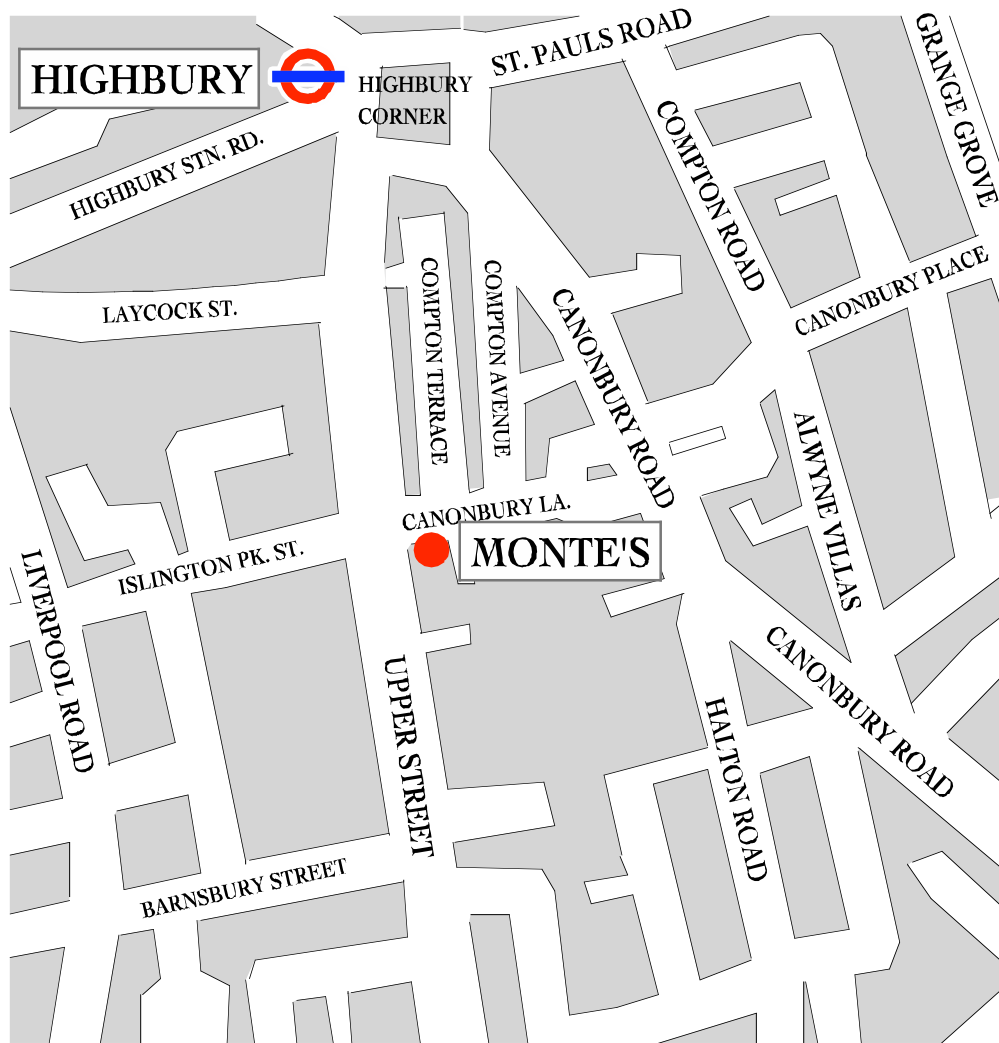 ST. PAULS ROAD
GRANGE GROVE
HIGHBURY
HIGHBURY
CORNER
COMPTON ROAD
HIGHBURY STN. RD.
CANONBURY PLACE
LAYCOCK ST.
COMPTON TERRACE
COMPTON AVENUE
CANONBURY ROAD
ALWYNE VILLAS
CANONBURY LA.
MONTE'S
ISLINGTON PK. ST.
LIVERPOOL ROAD
CANONBURY ROAD
UPPER STREET
HALTON ROAD
BARNSBURY STREET